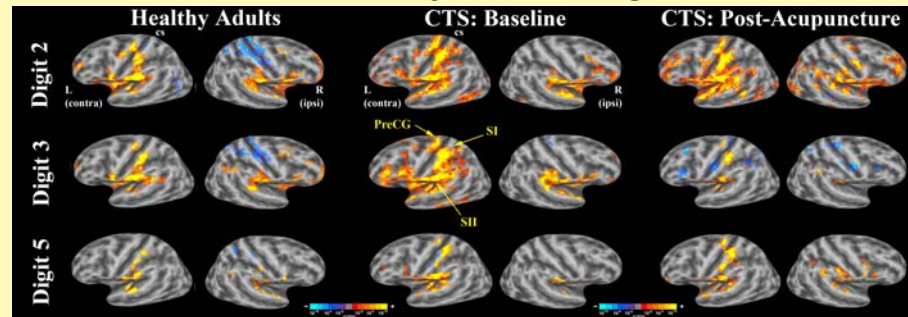 Healthy Adults
CTS: Baseline
CTS: Post-Acupuncture
cs
cs
Digit 2
L
(contra)
R
(ipsi)
L
(contra)
R
(ipsi)
Digit 3
PreCG
SI
SII
Digit 5